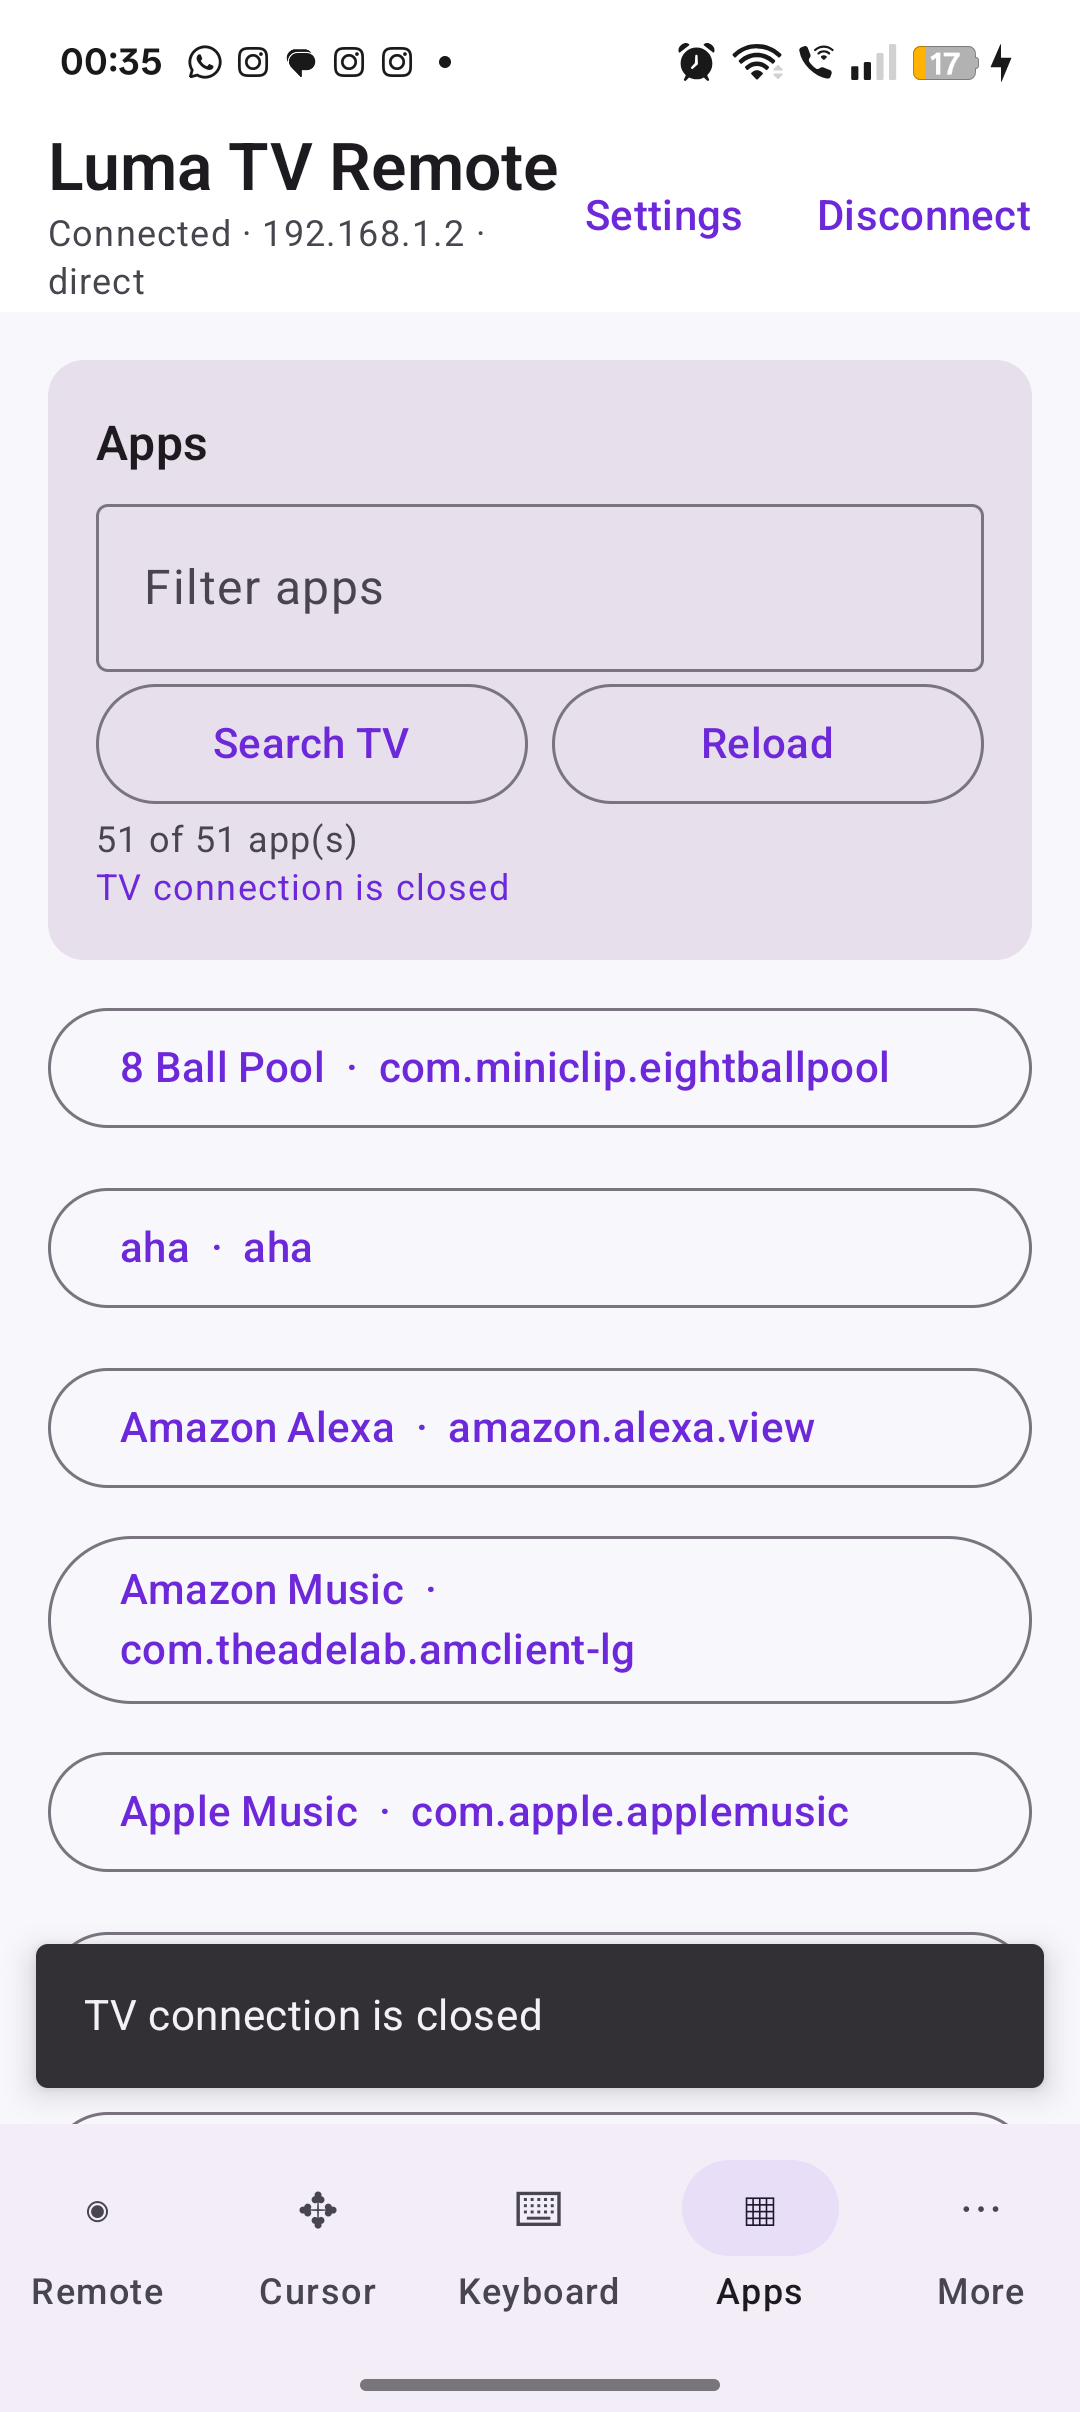 00:35
17
Luma TV Remote
Connected · 192.168.1.2 ·
direct
Settings
Disconnect
Apps
Filter apps
Search TV
Reload
51 of 51 app(s)
TV connection is closed
8 Ball Pool · com.miniclip.eightballpool
aha · aha
Amazon Alexa · amazon.alexa.view
Amazon Music ·
com.theadelab.amclient-lg
Apple Music · com.apple.applemusic
TV connection is closed
Remote
Cursor
Keyboard
Apps
More